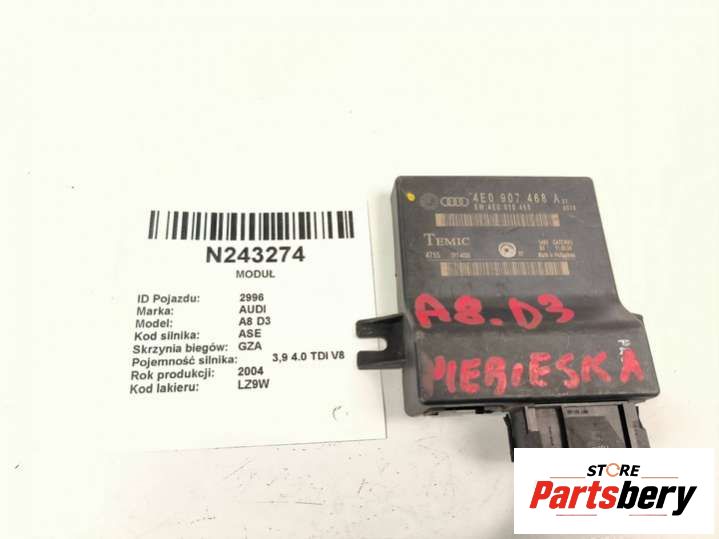 N243274
MODUŁ
ID Pojazdu: 2996
Marka: AUDI
Model: A8 D3
Kod silnika: ASE
Skrzynia biegów: GZA
Pojemność silnika: 3,9 4.0 TDI V8
Rok produkcji: 2004
Kod lakieru: LZ9W
4E0 907 468 A
TEMIC
4755
A8.D3
STORE
Partsbery